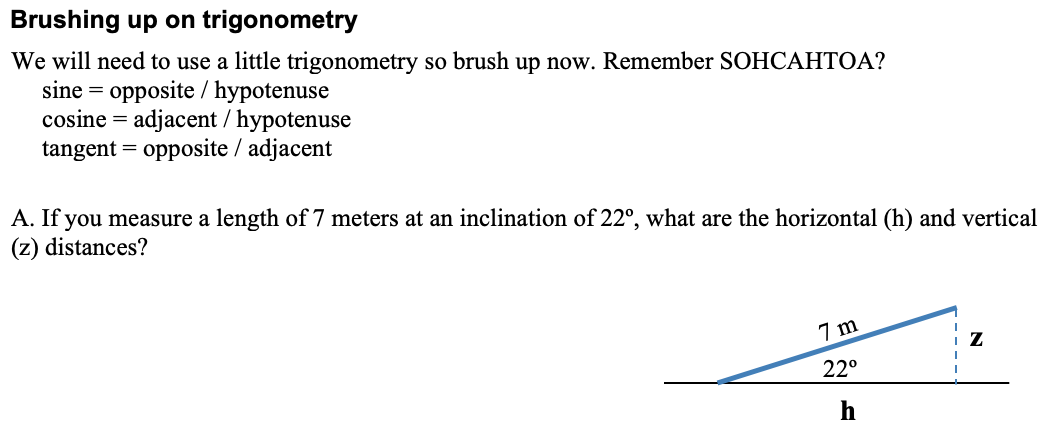 Brushing up on trigonometry
We will need to use a little trigonometry so brush up now. Remember SOHCAHTOA?
sine = opposite / hypotenuse
cosine = adjacent / hypotenuse
tangent = opposite / adjacent
A. If you measure a length of 7 meters at an inclination of 22º, what are the horizontal (h) and vertical
(z) distances?
7 m
z
22º
h